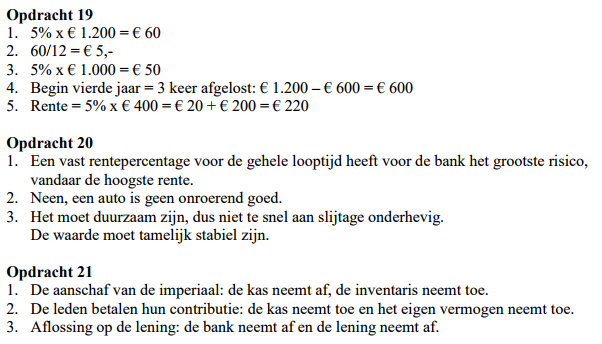 Opdracht 19
1. 5% x € 1.200 = € 60
2. 60/12 = € 5,-
3. 5% x € 1.000 = € 50
4. Begin vierde jaar = 3 keer afgelost: € 1.200 – € 600 = € 600
5. Rente = 5% x € 400 = € 20 + € 200 = € 220
Opdracht 20
1. Een vast rentepercentage voor de gehele looptijd heeft voor de bank het grootste risico,
vandaar de hoogste rente.
2. Neen, een auto is geen onroerend goed.
3. Het moet duurzaam zijn, dus niet te snel aan slijtage onderhevig.
De waarde moet tamelijk stabiel zijn.
Opdracht 21
1. De aanschaf van de imperiaal: de kas neemt af, de inventaris neemt toe.
2. De leden betalen hun contributie: de kas neemt toe en het eigen vermogen neemt toe.
3. Aflossing op de lening: de bank neemt af en de lening neemt af.